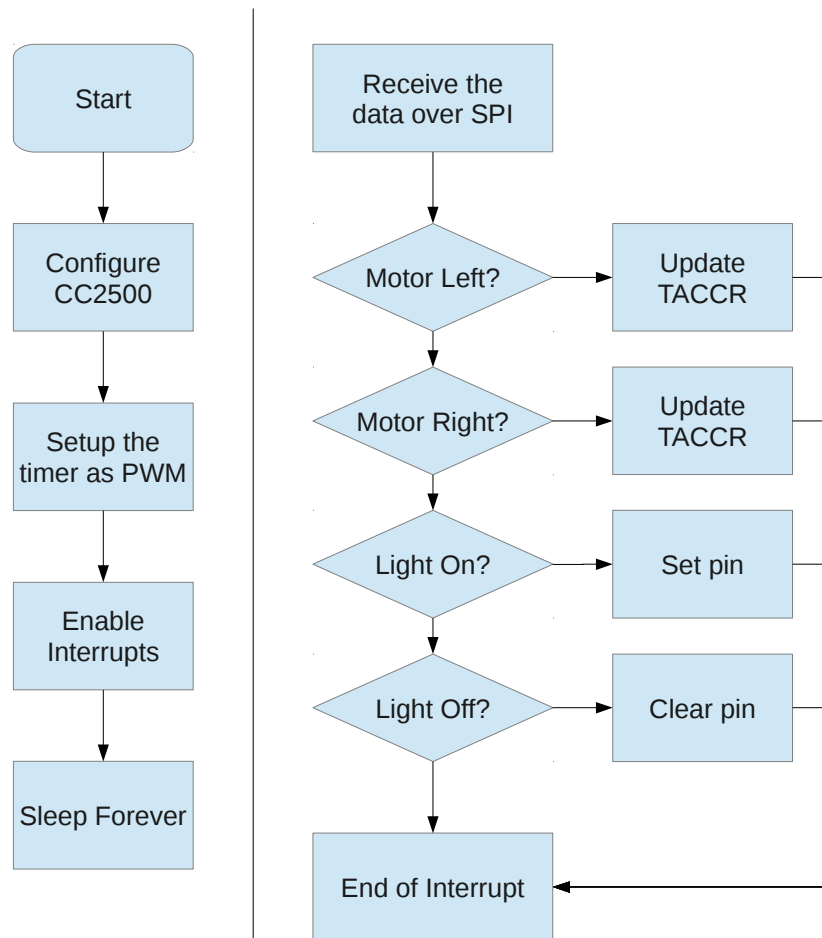 Start
Configure
CC2500
Setup the
timer as PWM
Enable
Interrupts
Sleep Forever
Receive the
data over SPI
Motor Left?
Update
TACCR
Motor Right?
Update
TACCR
Light On?
Set pin
Light Off?
Clear pin
End of Interrupt